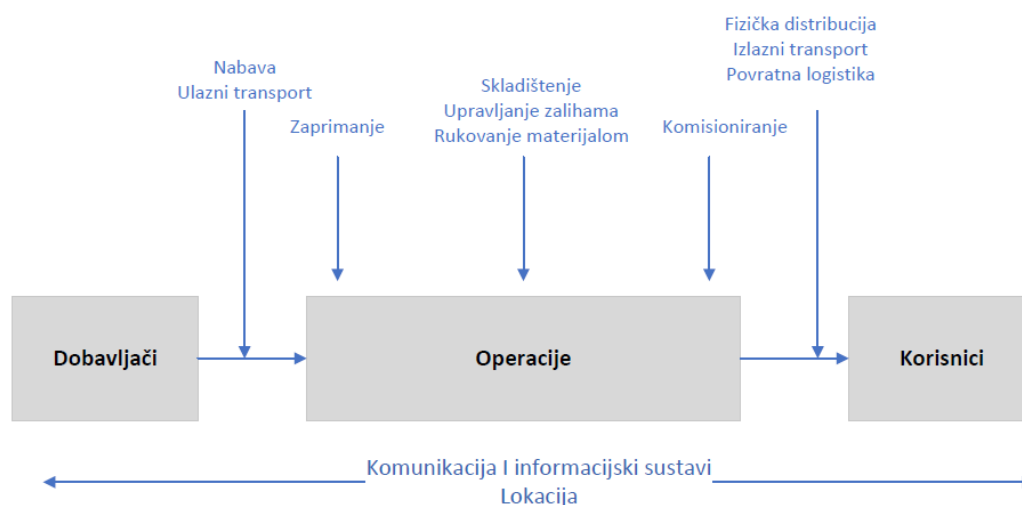 Fizička distribucija
Izlazni transport
Povratna logistika
Nabava
Ulazni transport
Zaprimanje
Skladištenje
Upravljanje zalihama
Rukovanje materijalom
Komisioniranje
Dobavljači
Operacije
Korisnici
Komunikacija I informacijski sustavi
Lokacija